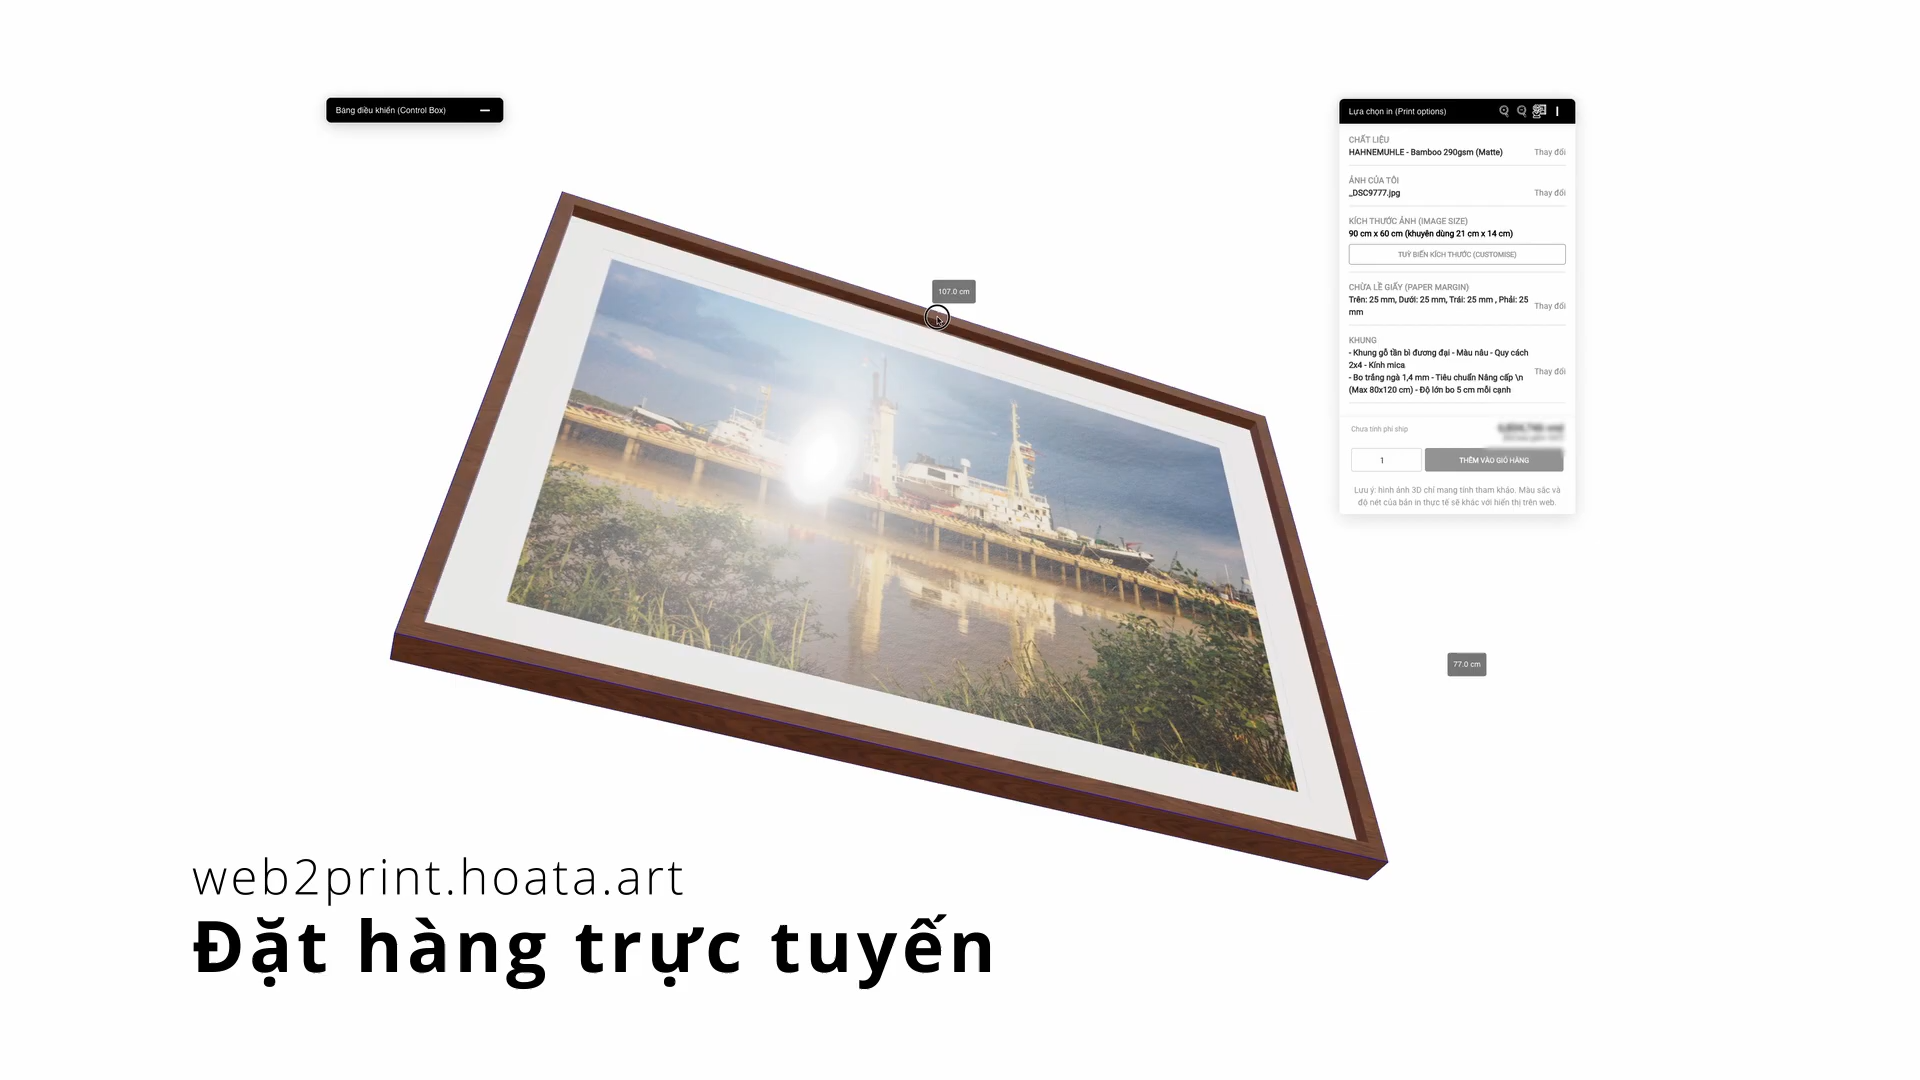 Bảng điều khiển (Control Box)
Lựa chọn in (Print options)
CHẤT LIỆU
HAHNEMUHLE - Bamboo 290gsm (Matte)
Thay đổi
ẢNH CỦA TÔI
_DSC9777.jpg
Thay đổi
KÍCH THƯỚC ẢNH (IMAGE SIZE)
90 cm x 60 cm (khuyên dùng 21 cm x 14 cm)
TUỲ BIẾN KÍCH THƯỚC (CUSTOMISE)
CHỪA LỀ GIẤY (PAPER MARGIN)
Trên: 25 mm, Dưới: 25 mm, Trái: 25 mm , Phải: 25
mm
Thay đổi
KHUNG
- Khung gỗ tần bì đương đại - Màu nâu - Quy cách
2x4 - Kính mica
- Bo trắng ngà 1,4 mm - Tiêu chuẩn Nâng cấp \n
(Max 80x120 cm) - Độ lớn bo 5 cm mỗi cạnh
Thay đổi
Chưa tính phí ship
1
THÊM VÀO GIỎ HÀNG
Lưu ý: hình ảnh 3D chỉ mang tính tham khảo. Màu sắc và
độ nét của bản in thực tế sẽ khác với hiển thị trên web.
107.0 cm
77.0 cm
web2print.hoata.art
Đặt hàng trực tuyến